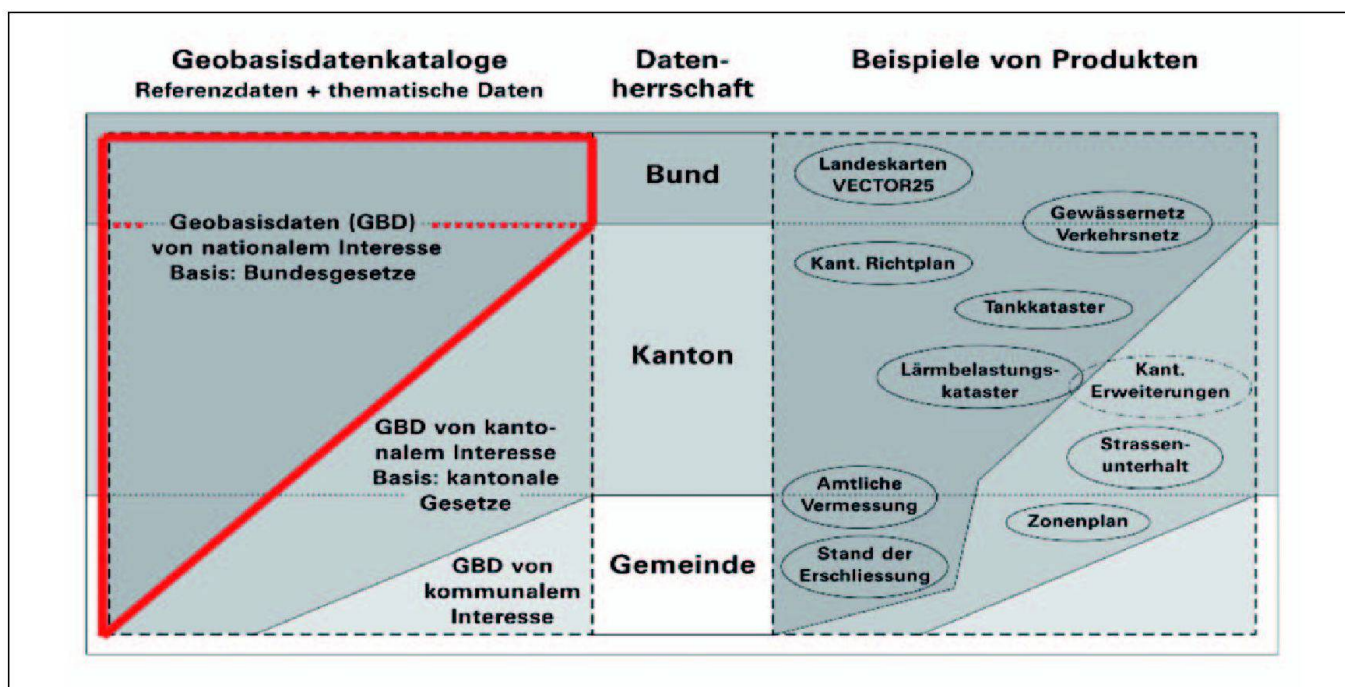 Geobasisdatenkataloge
Referenzdaten + thematische Daten
Daten-
herrschaft
Beispiele von Produkten
Geobasisdaten (GBD)
von nationalem Interesse
Basis: Bundesgesetze
GBD von kanto-
nalem Interesse
Basis: kantonale
Gesetze
GBD von
kommunalem
Interesse
Bund
Kanton
Gemeinde
Landeskarten
VECTOR25
Gewässernetz
Verkehrsnetz
Kant. Richtplan
Tankkataster
Lärmbelastungs-
kataster
Kant.
Erweiterungen
Strassen-
unterhalt
Amtliche
Vermessung
Zonenplan
Stand der
Erschliessung